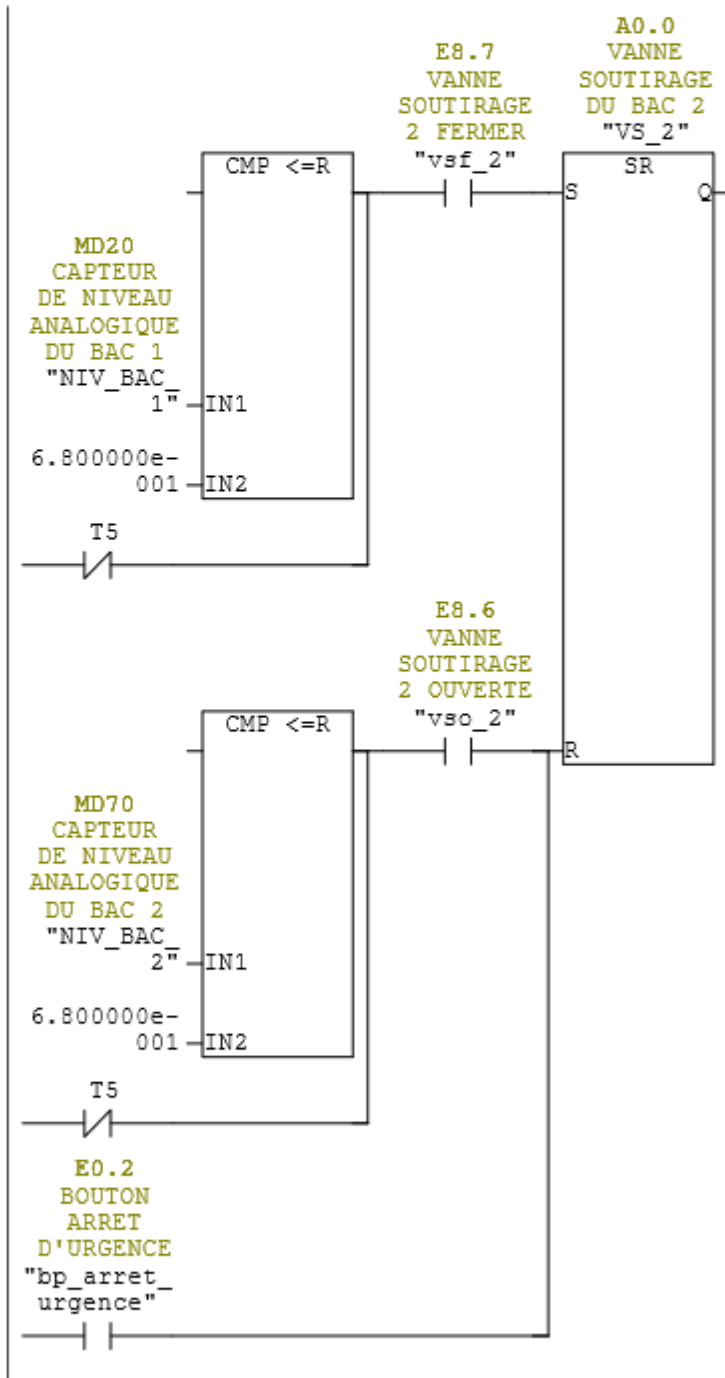 A0.0
VANNE
SOUTIRAGE
DU BAC 2
"VS_2"
E8.7
VANNE
SOUTIRAGE
2 FERMER
"vsf_2"
CMP <=R
SR
S
Q
MD20
CAPTEUR
DE NIVEAU
ANALOGIQUE
DU BAC 1
"NIV_BAC_
1"
IN1
6.800000e-
001
IN2
T5
E8.6
VANNE
SOUTIRAGE
2 OUVERTE
"vso_2"
CMP <=R
R
MD70
CAPTEUR
DE NIVEAU
ANALOGIQUE
DU BAC 2
"NIV_BAC_
2"
IN1
6.800000e-
001
IN2
T5
E0.2
BOUTON
ARRET
D'URGENCE
"bp_arret_
urgence"